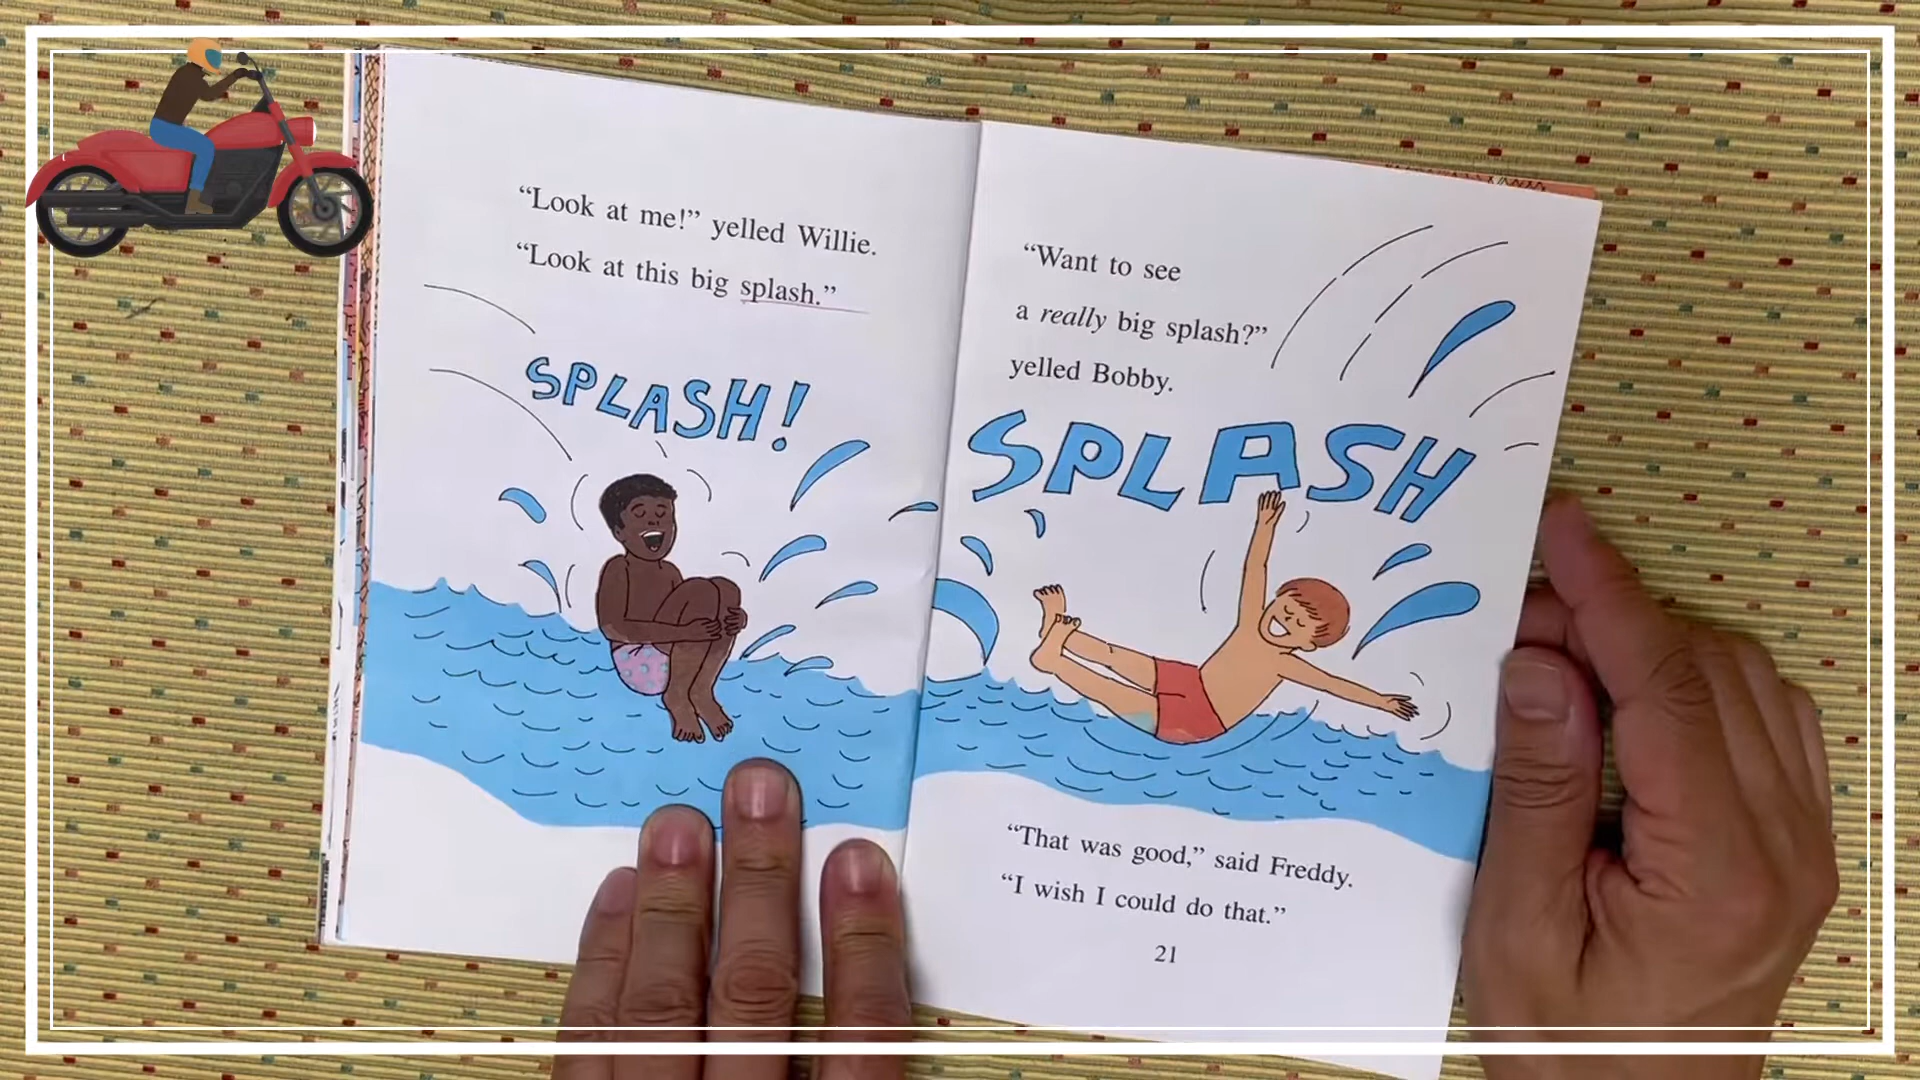 “Look at me!” yelled Willie.
“Look at this big splash.”
SPLASH!
“Want to see
a really big splash?”
yelled Bobby.
SPLASH
“That was good,” said Freddy.
“I wish I could do that.”
21